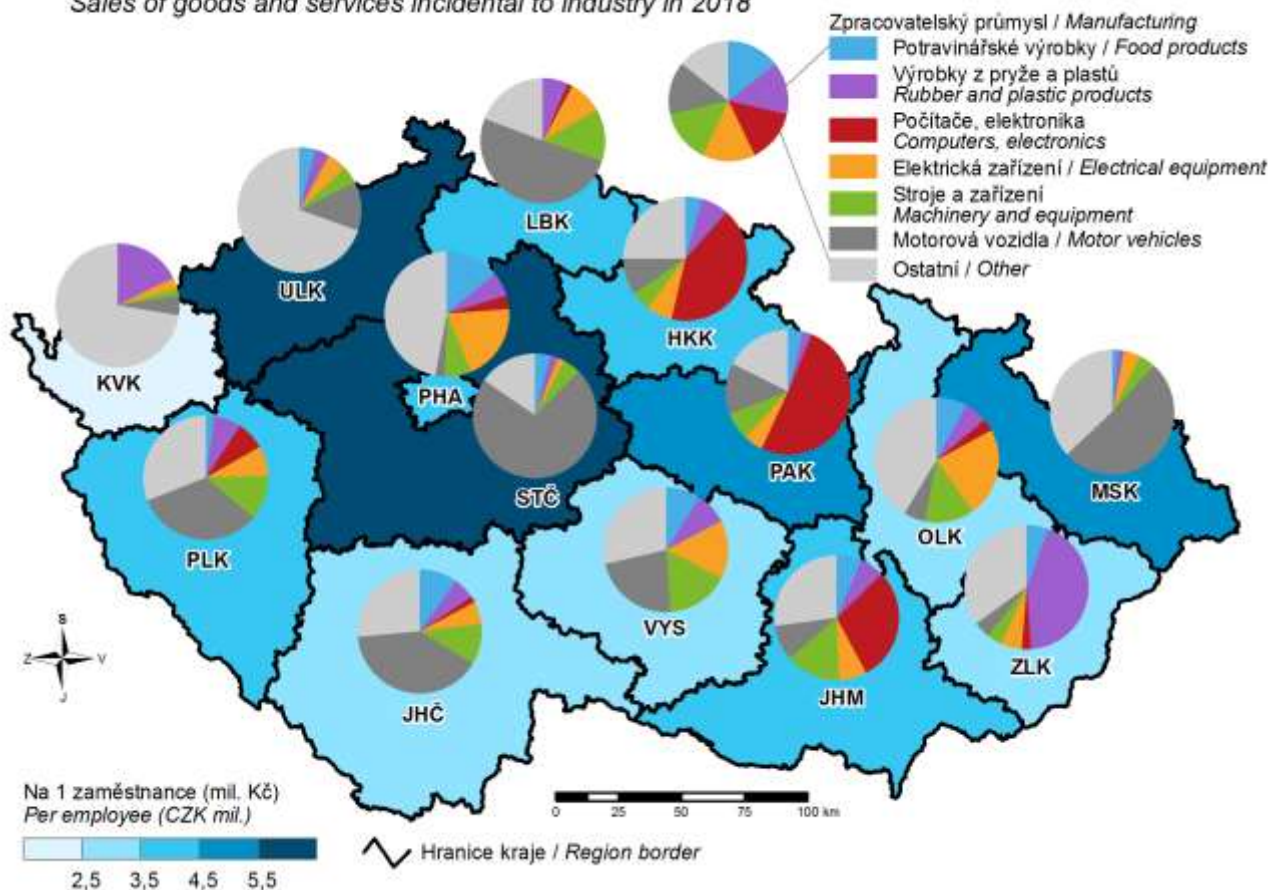 Sales of goods and services incidental to industry in 2018
Zpracovatelský průmysl / Manufacturing
Potravinářské výrobky / Food products
Výrobky z pryže a plastů
Rubber and plastic products
Počítače, elektronika
Computers, electronics
Elektrická zařízení / Electrical equipment
Stroje a zařízení
Machinery and equipment
Motorová vozidla / Motor vehicles
Ostatní / Other
LBK
ULK
HKK
KVK
PHA
PAK
MSK
STČ
OLK
PLK
VYS
ZLK
JHM
JHČ
S
Z V
J
Na 1 zaměstnance (mil. Kč)
Per employee (CZK mil.)
2,5 3,5 4,5 5,5
Hranice kraje / Region border
0 25 50 75 100 km